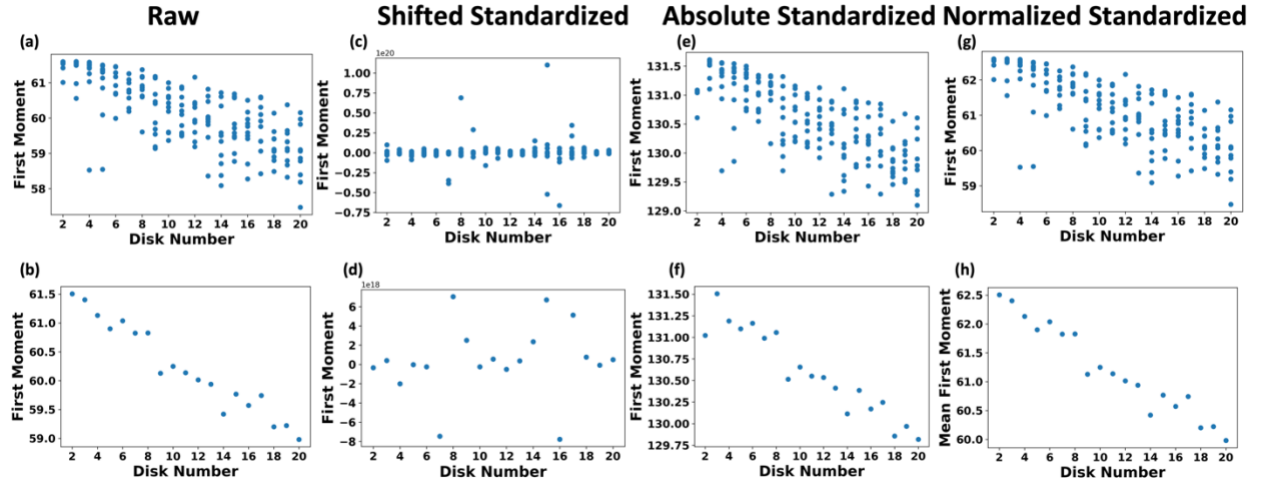 Raw
Shifted Standardized
Absolute Standardized
Normalized Standardized
(a)
First Moment
61
60
59
58
2 4 6 8 10 12 14 16 18 20
Disk Number
(c)
1e20
First Moment
1.00
0.75
0.50
0.25
0.00
−0.25
−0.50
−0.75
2 4 6 8 10 12 14 16 18 20
Disk Number
(e)
First Moment
131.5
131.0
130.5
130.0
129.5
129.0
2 4 6 8 10 12 14 16 18 20
Disk Number
(g)
First Moment
62
61
60
59
2 4 6 8 10 12 14 16 18 20
Disk Number
(b)
First Moment
61.5
61.0
60.5
60.0
59.5
59.0
2 4 6 8 10 12 14 16 18 20
Disk Number
(d)
1e18
First Moment
6
4
2
0
−2
−4
−6
−8
2 4 6 8 10 12 14 16 18 20
Disk Number
(f)
First Moment
131.50
131.25
131.00
130.75
130.50
130.25
130.00
129.75
2 4 6 8 10 12 14 16 18 20
Disk Number
(h)
Mean First Moment
62.5
62.0
61.5
61.0
60.5
60.0
2 4 6 8 10 12 14 16 18 20
Disk Number